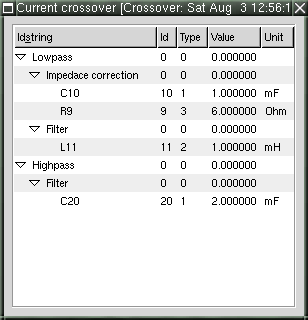 Current crossover [Crossover: Sat Aug 3 12:56:1
Idstring Id Type Value Unit
Lowpass 0 0 0.000000
Impedace correction 0 0 0.000000
C10 10 1 1.000000 mF
R9 9 3 6.000000 Ohm
Filter 0 0 0.000000
L11 11 2 1.000000 mH
Highpass 0 0 0.000000
Filter 0 0 0.000000
C20 20 1 2.000000 mF